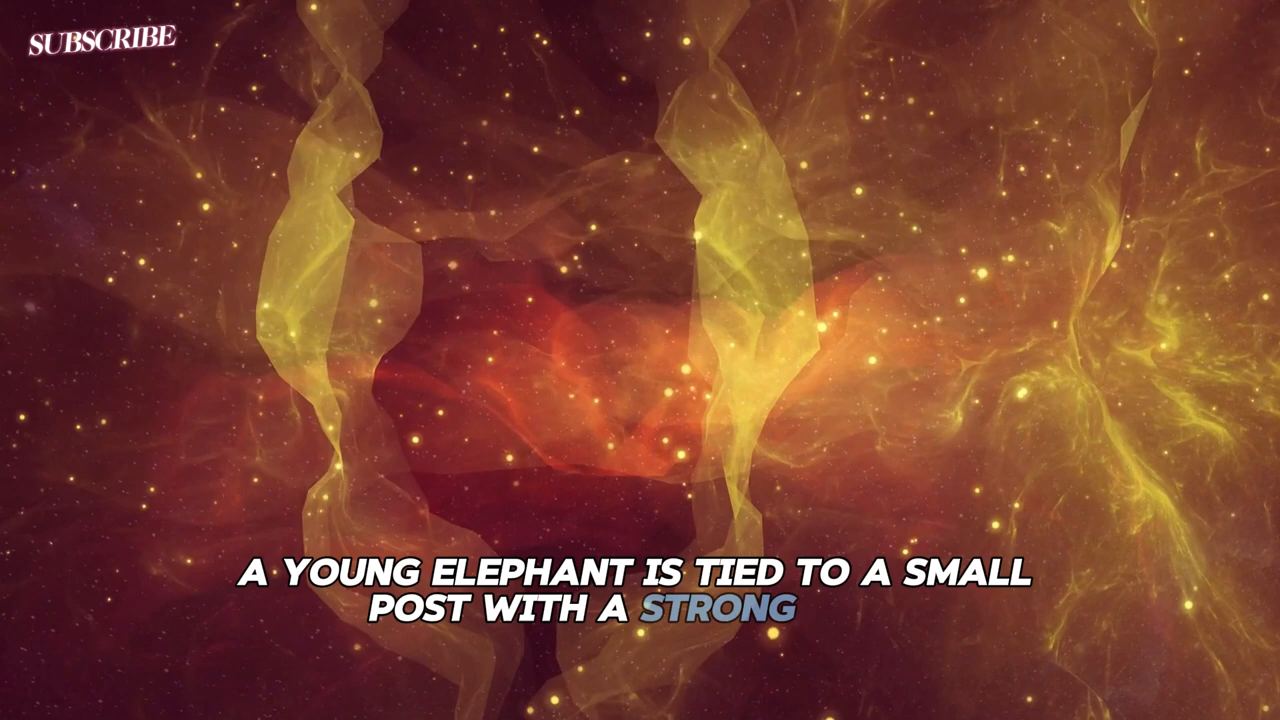 SUBSCRIBE
A YOUNG ELEPHANT IS TIED TO A SMALL
POST WITH A STRONG